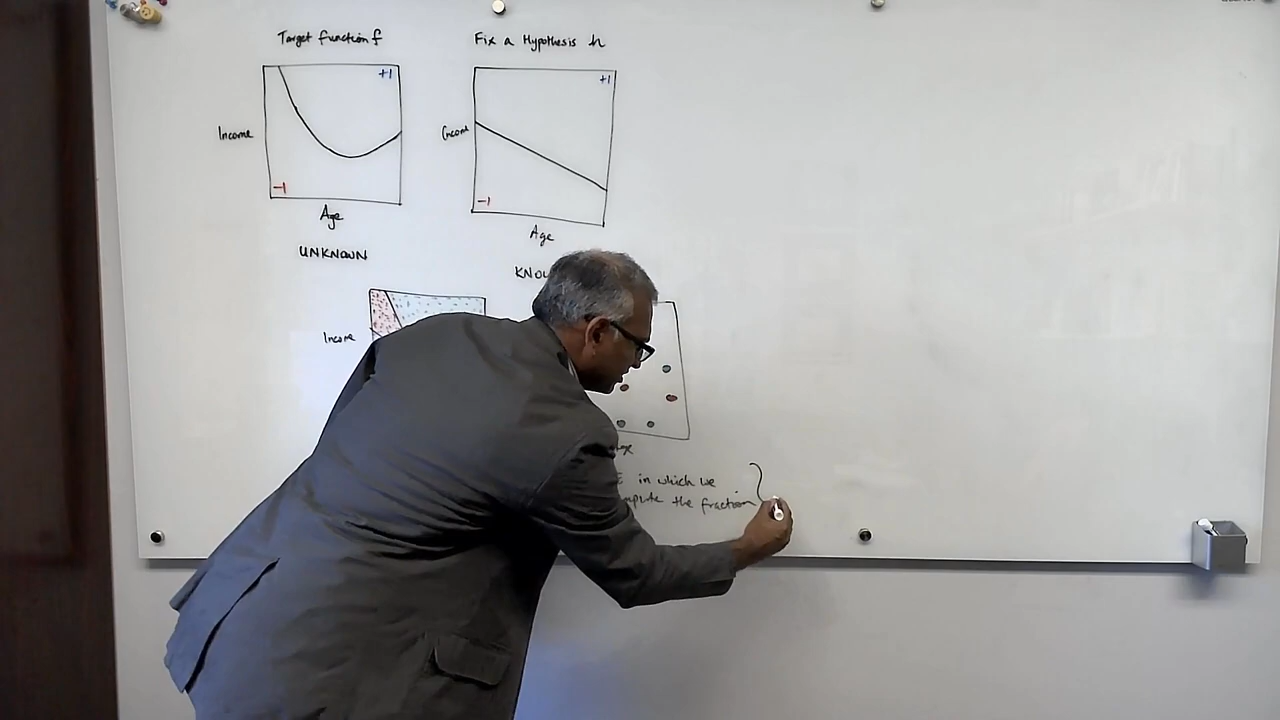 Target function f
Fix a Hypothesis h
+1
+1
Income
Income
-1
-1
Age
Age
UNKNOWN
Income
in which we
the fraction